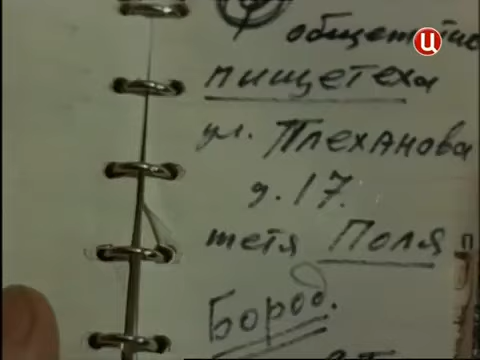 общежитие
пищетеха
ул. Плеханова
д. 17.
тетя Поля
Бород.